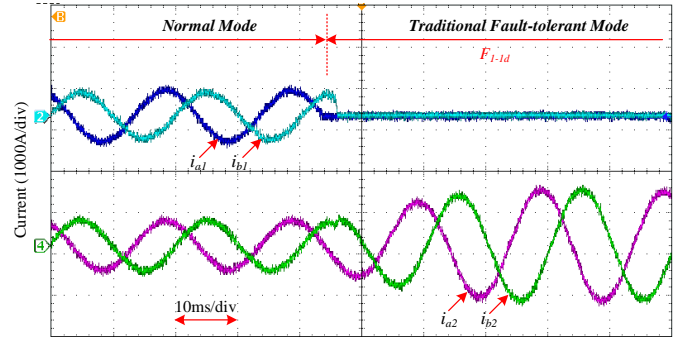 B
Normal Mode
Traditional Fault-tolerant Mode
F1-1d
2
Current (1000A/div)
ia1
ib1
4
10ms/div
ia2
ib2